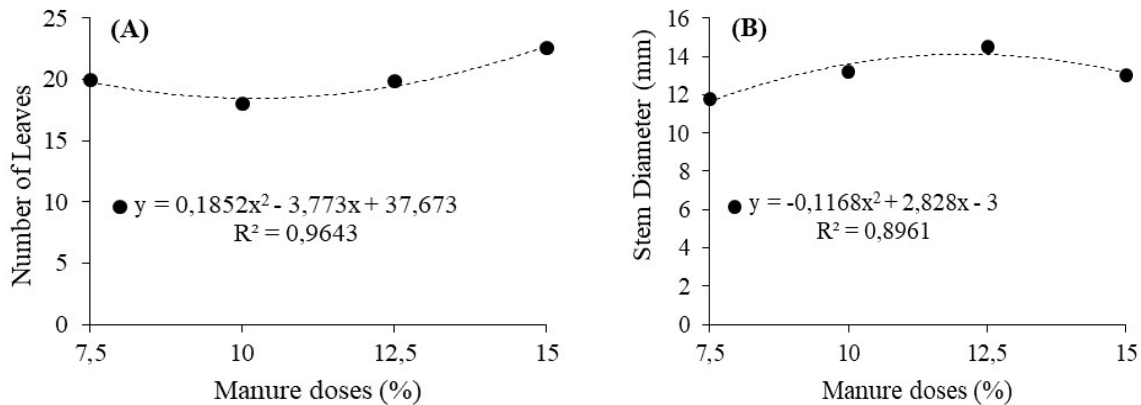 (A)
25
20
15
10
5
0
Number of Leaves
y = 0,1852x² - 3,773x + 37,673
R² = 0,9643
7,5 10 12,5 15
Manure doses (%)
(B)
16
14
12
10
8
6
4
2
0
Stem Diameter (mm)
y = -0,1168x² + 2,828x - 3
R² = 0,8961
7,5 10 12,5 15
Manure doses (%)